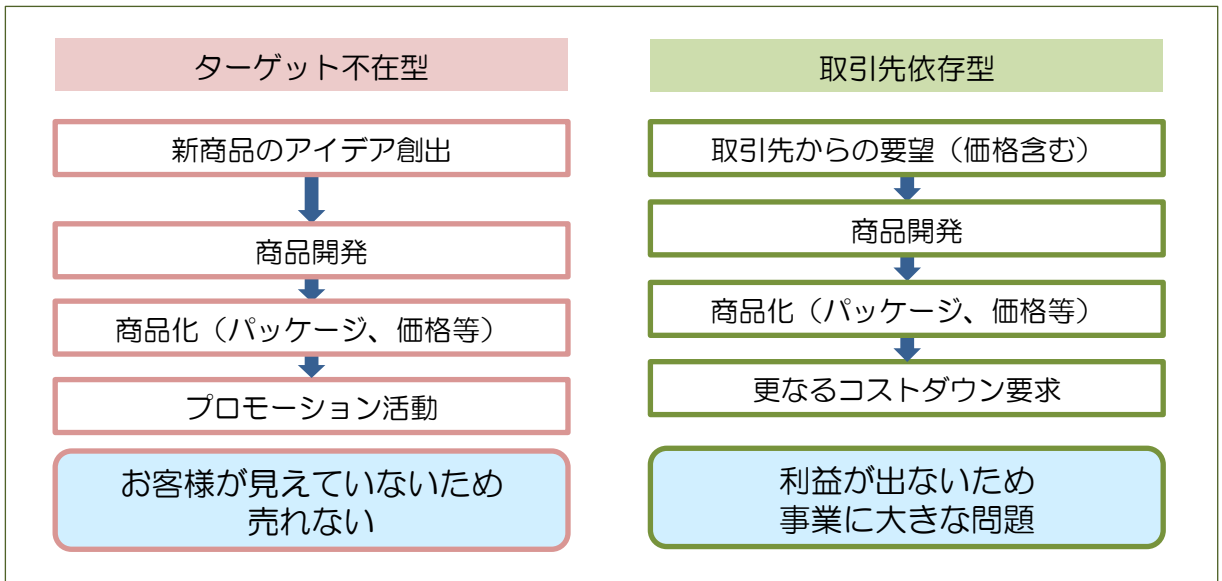 ターゲット不在型
新商品のアイデア創出
商品開発
商品化（パッケージ、価格等）
プロモーション活動
お客様が見えていないため
売れない
取引先依存型
取引先からの要望（価格含む）
商品開発
商品化（パッケージ、価格等）
更なるコストダウン要求
利益が出ないため
事業に大きな問題